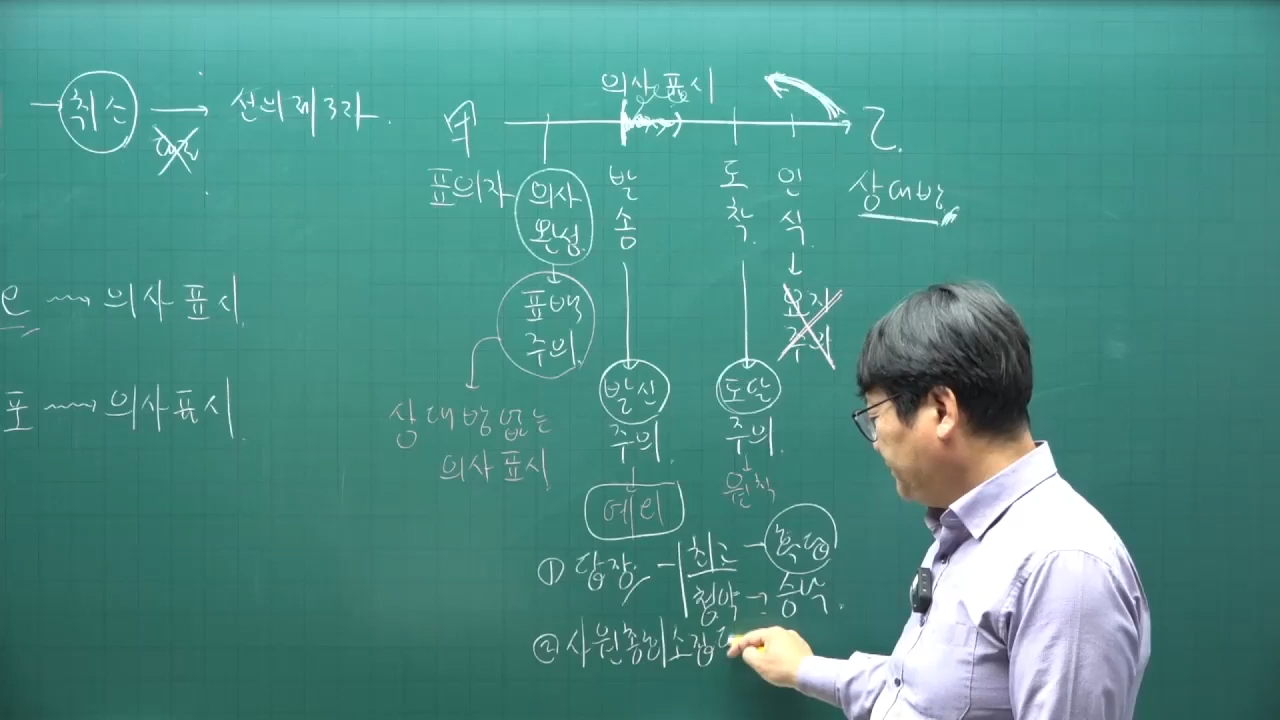 취소 → 선의 제3자.
의사표시
甲 乙.
표의자 의사 완성.
발송
도착.
인식.
상대방
표백주의.
요지주의
의사표시
의사표시
발신주의.
도달주의.
상대방 없는
의사표시
원칙
예외
① 답장 - 최고 - 확답
청약 → 승낙.
② 사원총회소집